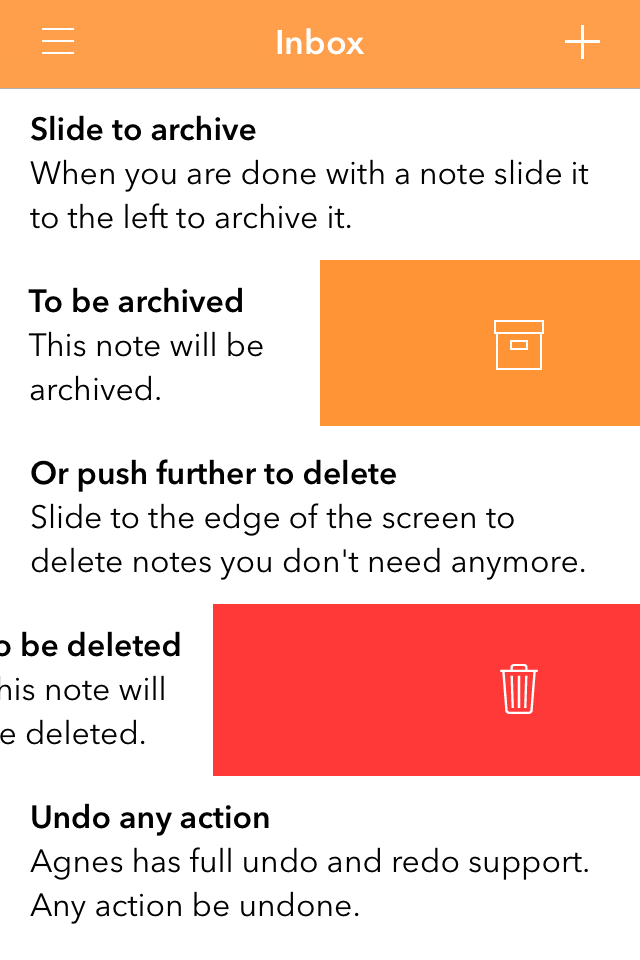 Inbox
Slide to archive
When you are done with a note slide it
to the left to archive it.
To be archived
This note will be
archived.
Or push further to delete
Slide to the edge of the screen to
delete notes you don't need anymore.
o be deleted
his note will
e deleted.
Undo any action
Agnes has full undo and redo support.
Any action be undone.